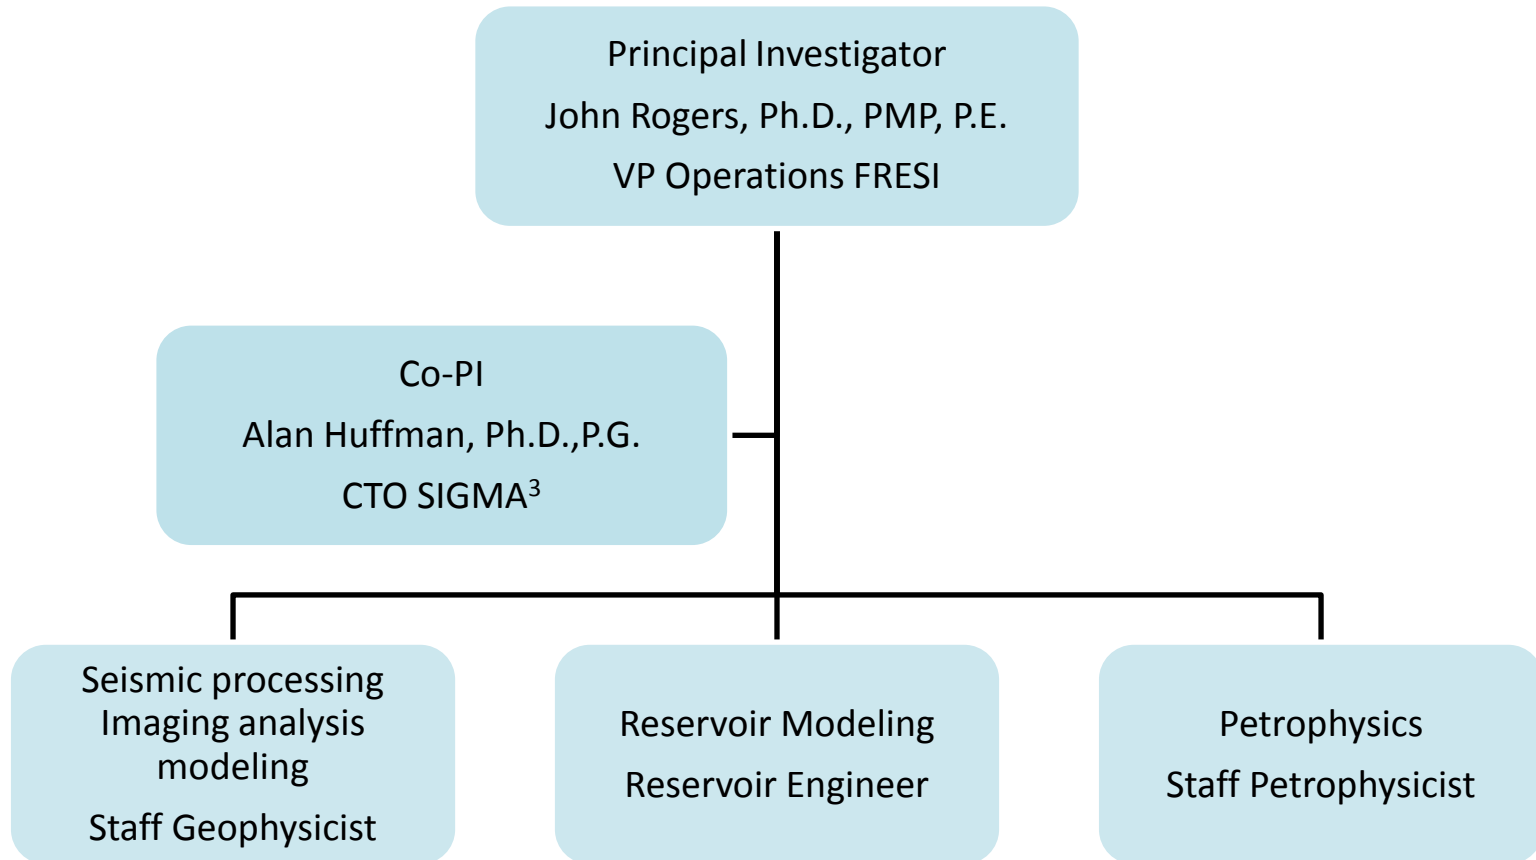 Principal Investigator
John Rogers, Ph.D., PMP, P.E.
VP Operations FRESI
Co-PI
Alan Huffman, Ph.D.,P.G.
CTO SIGMA³
Seismic processing
Imaging analysis
modeling
Staff Geophysicist
Reservoir Modeling
Reservoir Engineer
Petrophysics
Staff Petrophysicist